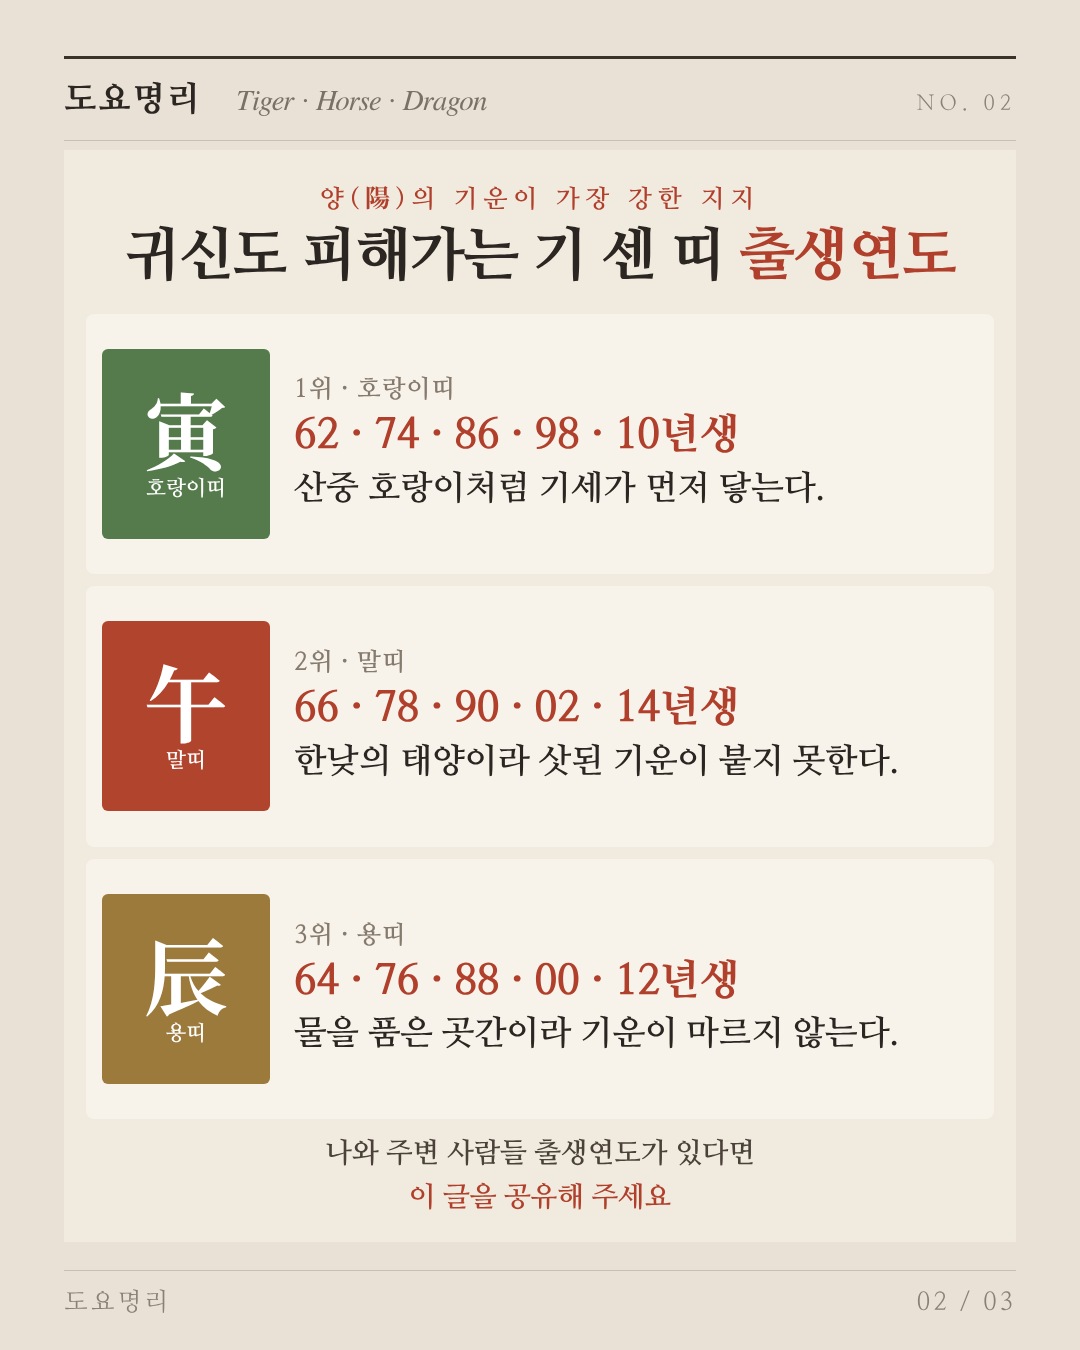 도요명리 Tiger · Horse · Dragon NO. 02
양(陽)의 기운이 가장 강한 지지
귀신도 피해가는 기 센 띠 출생연도
寅
호랑이띠
1위 · 호랑이띠
62 · 74 · 86 · 98 · 10년생
산중 호랑이처럼 기세가 먼저 닿는다.
午
말띠
2위 · 말띠
66 · 78 · 90 · 02 · 14년생
한낮의 태양이라 삿된 기운이 붙지 못한다.
辰
용띠
3위 · 용띠
64 · 76 · 88 · 00 · 12년생
물을 품은 곳간이라 기운이 마르지 않는다.
나와 주변 사람들 출생연도가 있다면
이 글을 공유해 주세요
도요명리 02 / 03